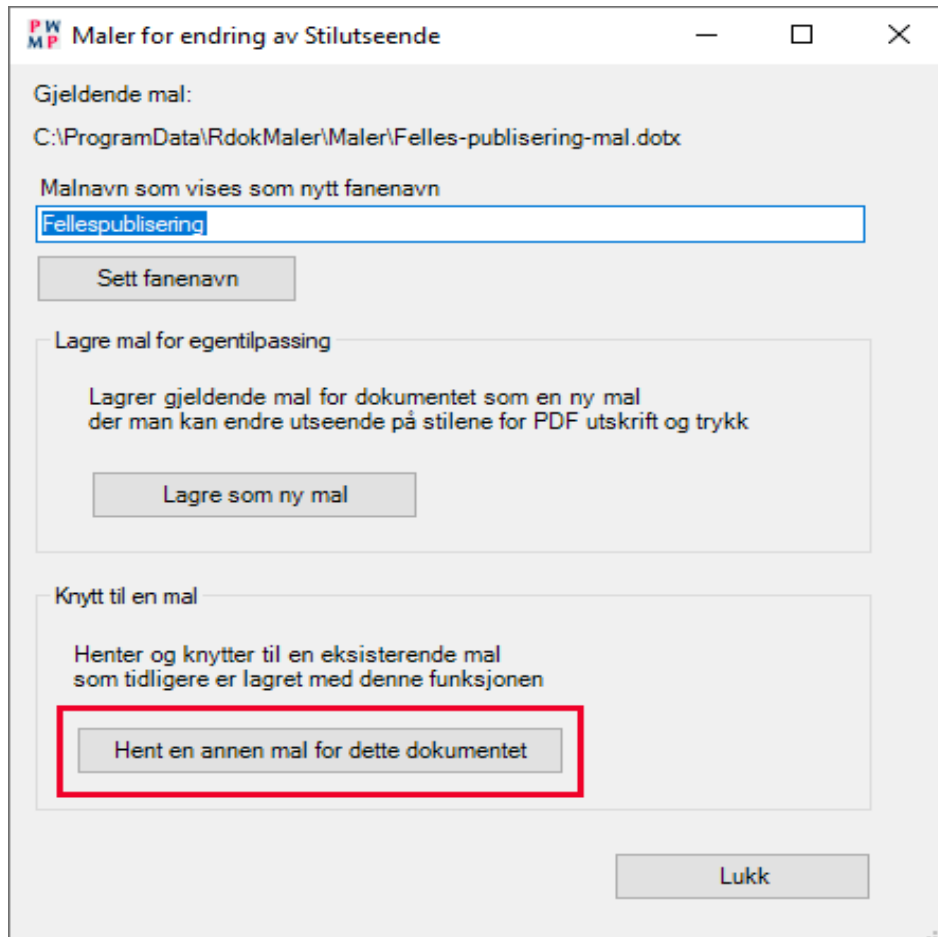 PW
MP
Maler for endring av Stilutseende
Gjeldende mal:
C:\ProgramData\RdokMaler\Maler\Felles-publisering-mal.dotx
Malnavn som vises som nytt fanenavn
Fellespublisering
Sett fanenavn
Lagre mal for egentilpassing
Lagrer gjeldende mal for dokumentet som en ny mal
der man kan endre utseende på stilene for PDF utskrift og trykk
Lagre som ny mal
Knytt til en mal
Henter og knytter til en eksisterende mal
som tidligere er lagret med denne funksjonen
Hent en annen mal for dette dokumentet
Lukk